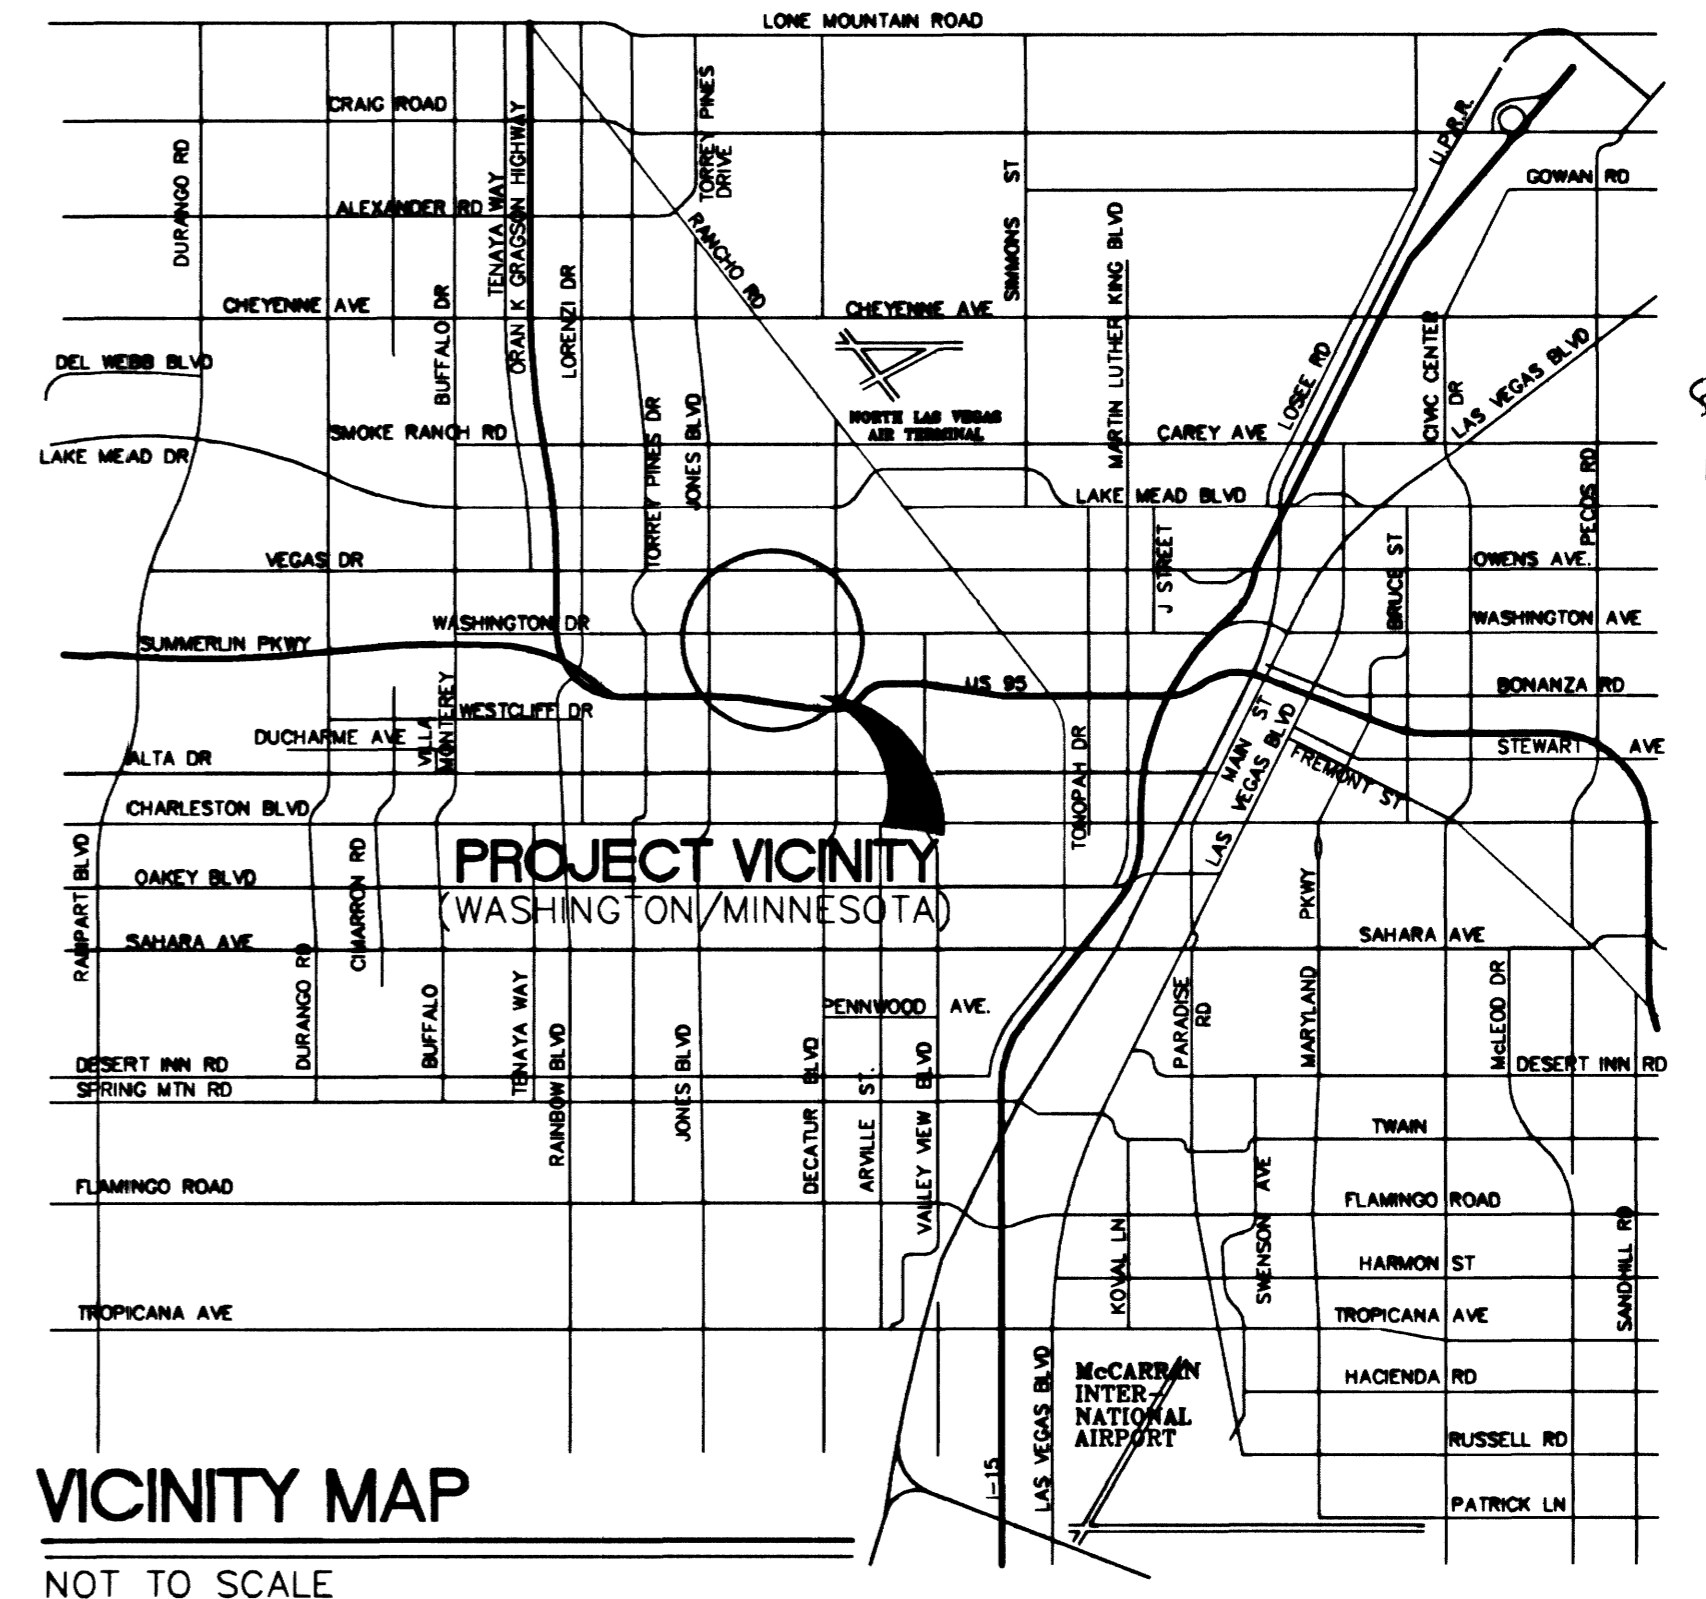 LONE MOUNTAIN ROAD
CRAIG ROAD
TORREY PINES
DRIVE
U.P.R.R.
DURANGO RD
ORAN K GRAGSON HIGHWAY
TENAYA WAY
ALEXANDER RD
RANCHO RD
SIMMONS ST
GOWAN RD
MARTIN LUTHER KING BLVD
CHEYENNE AVE
BUFFALO DR
LORENZI DR
CHEYENNE AVE
CIVIC CENTER
DR
LAS VEGAS BLVD
LOSEE RD
DEL WEBB BLVD
NORTH LAS VEGAS
AIR TERMINAL
SMOKE RANCH RD
TORREY PINES DR
JONES BLVD
CAREY AVE
LAKE MEAD DR
LAKE MEAD BLVD
PECOS RD
J STREET
BRUCE ST
VEGAS DR
OWENS AVE.
WASHINGTON DR
WASHINGTON AVE
SUMMERLIN PKWY
US 95
BONANZA RD
VILLA
MONTEREY
WESTCLIFF DR
DUCHARME AVE
MAIN ST
LAS VEGAS BLVD
STEWART AVE
ALTA DR
TONOPAH DR
FREMONT ST
CHARLESTON BLVD
PROJECT VICINITY
(WASHINGTON/MINNESOTA)
RAMPART BLVD
OAKEY BLVD
CIMARRON RD
MARYLAND PKWY
SAHARA AVE
SAHARA AVE
DURANGO RD
BUFFALO
TENAYA WAY
RAINBOW BLVD
JONES BLVD
PENNWOOD AVE.
PARADISE
RD
McLEOD DR
DESERT INN RD
DESERT INN RD
SPRING MTN RD
DECATUR BLVD
ARVILLE ST.
VALLEY VIEW BLVD
TWAIN
FLAMINGO ROAD
FLAMINGO ROAD
KOVAL LN
SWENSON AVE
HARMON ST
SANDHILL RD
TROPICANA AVE
TROPICANA AVE
McCARRAN
INTER-
NATIONAL
AIRPORT
LAS VEGAS BLVD
HACIENDA RD
RUSSELL RD
I-15
PATRICK LN
VICINITY MAP
NOT TO SCALE